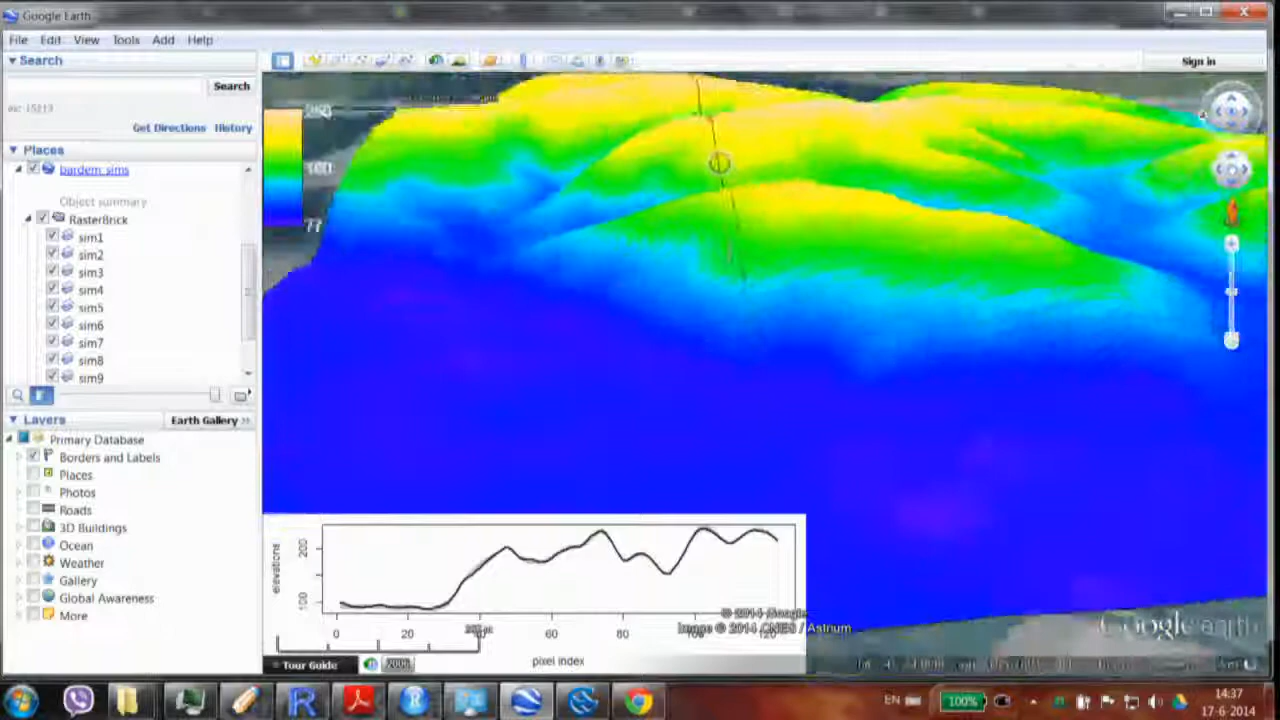 Google Earth
File Edit View Tools Add Help
Search
Sign in
Search
Get Directions History
Places
bardem_sims
Object summary
RasterBrick
sim1
sim2
sim3
sim4
sim5
sim6
sim7
sim8
sim9
77
Layers
Earth Gallery »
Primary Database
Borders and Labels
Places
Photos
Roads
3D Buildings
Ocean
Weather
Gallery
Global Awareness
More
elevations
200
100
0 20 60 80
pixel index
© 2014 Google
Image © 2014 CNES / Astrium
Google earth
Tour Guide
EN
100%
14:37
17-6-2014